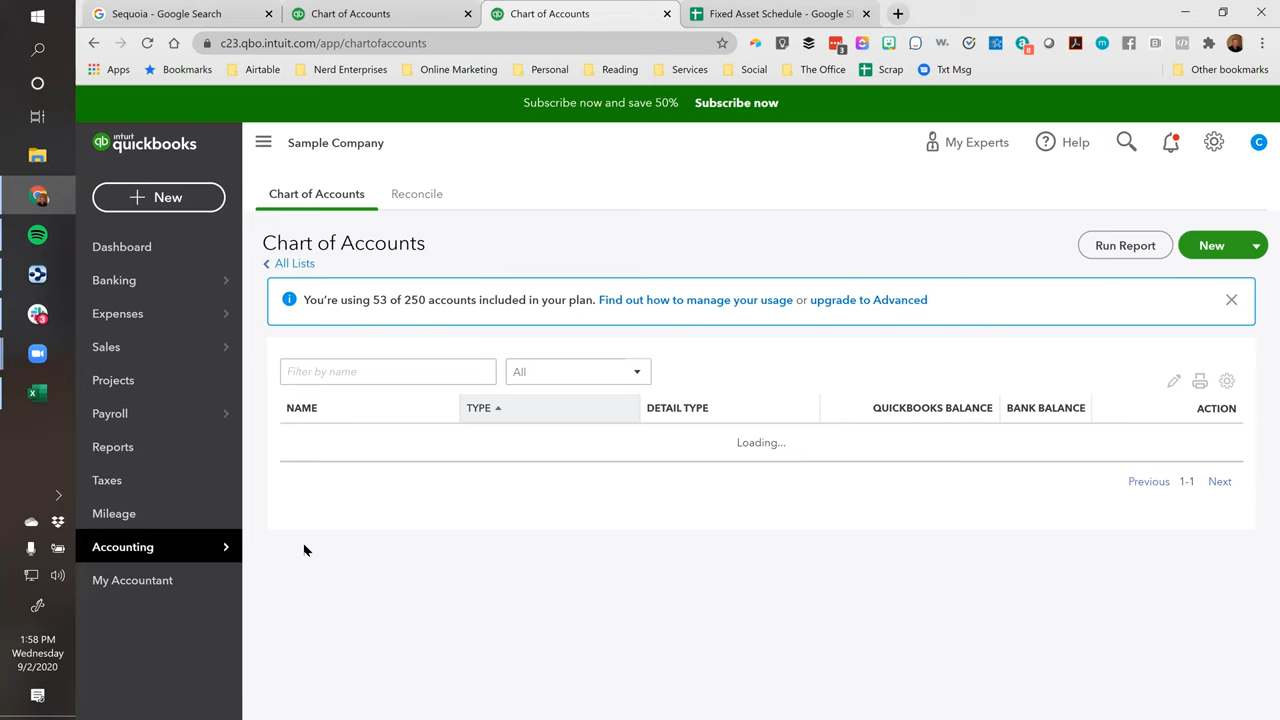 Sequoia - Google Search
Chart of Accounts
Chart of Accounts
Fixed Asset Schedule - Google Sh
c23.qbo.intuit.com/app/chartofaccounts
Apps
Bookmarks
Airtable
Nerd Enterprises
Online Marketing
Personal
Reading
Services
Social
The Office
Scrap
Txt Msg
Other bookmarks
Subscribe now and save 50% Subscribe now
intuit
quickbooks
Sample Company
My Experts
Help
C
New
Chart of Accounts
Reconcile
Dashboard
Banking
Expenses
Sales
Projects
Payroll
Reports
Taxes
Mileage
Accounting
My Accountant
Chart of Accounts
All Lists
Run Report
New
You're using 53 of 250 accounts included in your plan. Find out how to manage your usage or upgrade to Advanced
Filter by name
All
NAME
TYPE
DETAIL TYPE
QUICKBOOKS BALANCE
BANK BALANCE
ACTION
Loading...
Previous 1-1 Next
1:58 PM
Wednesday
9/2/2020